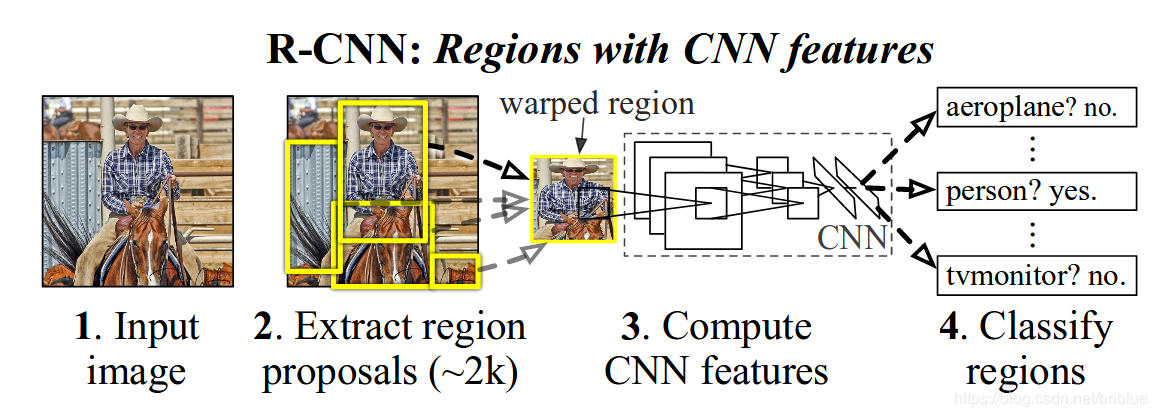 R-CNN: Regions with CNN features
warped region
aeroplane? no.
⋮
person? yes.
⋮
tvmonitor? no.
CNN
1. Input
image
2. Extract region
proposals (~2k)
3. Compute
CNN features
4. Classify
regions
https://blog.csdn.net/briblue